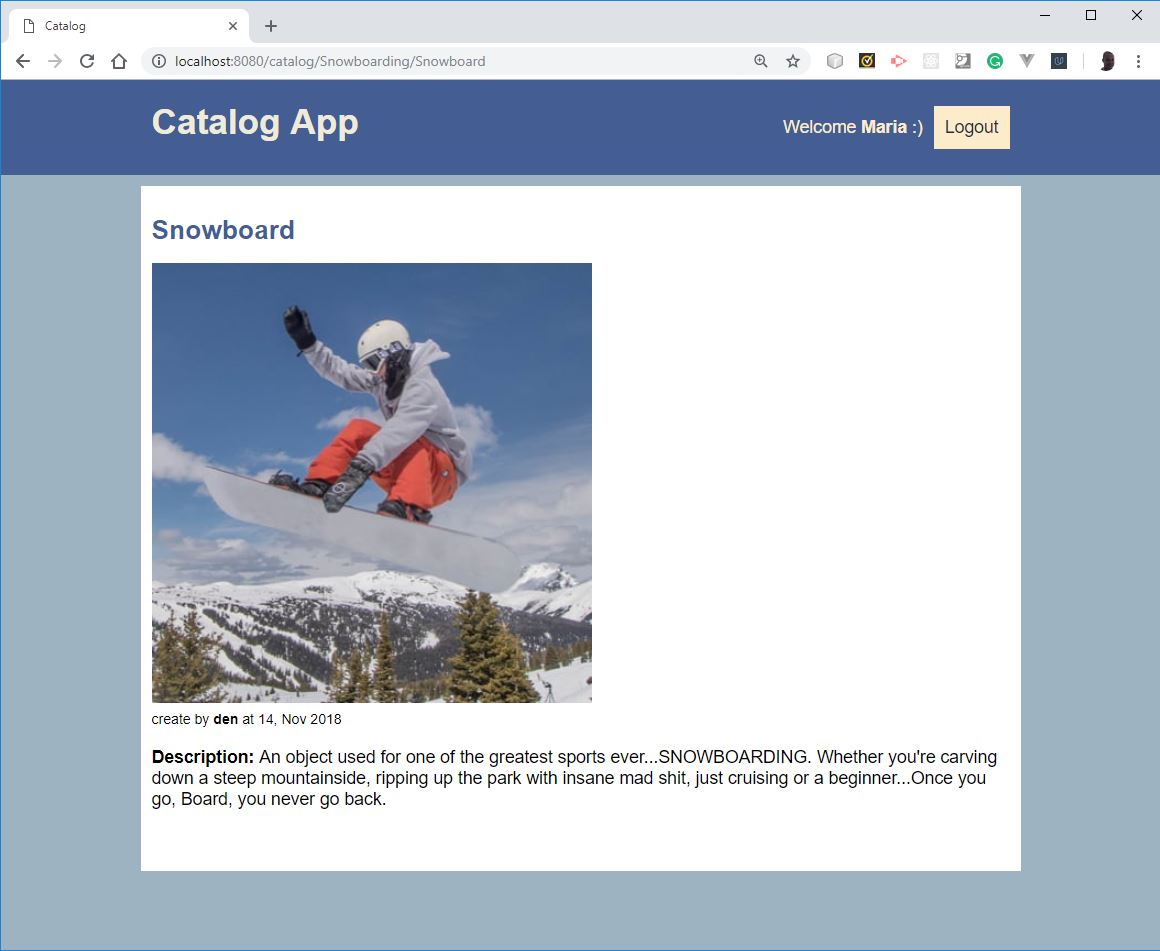 Catalog
localhost:8080/catalog/Snowboarding/Snowboard
Catalog App
Welcome Maria :)
Logout
Snowboard
create by den at 14, Nov 2018
Description: An object used for one of the greatest sports ever...SNOWBOARDING. Whether you're carving
down a steep mountainside, ripping up the park with insane mad shit, just cruising or a beginner...Once you
go, Board, you never go back.